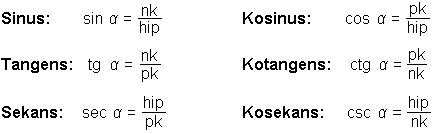 Sinus: sin α = nk/hip Kosinus: cos α = pk/hip
Tangens: tg α = nk/pk Kotangens: ctg α = pk/nk
Sekans: sec α = hip/pk Kosekans: csc α = hip/nk